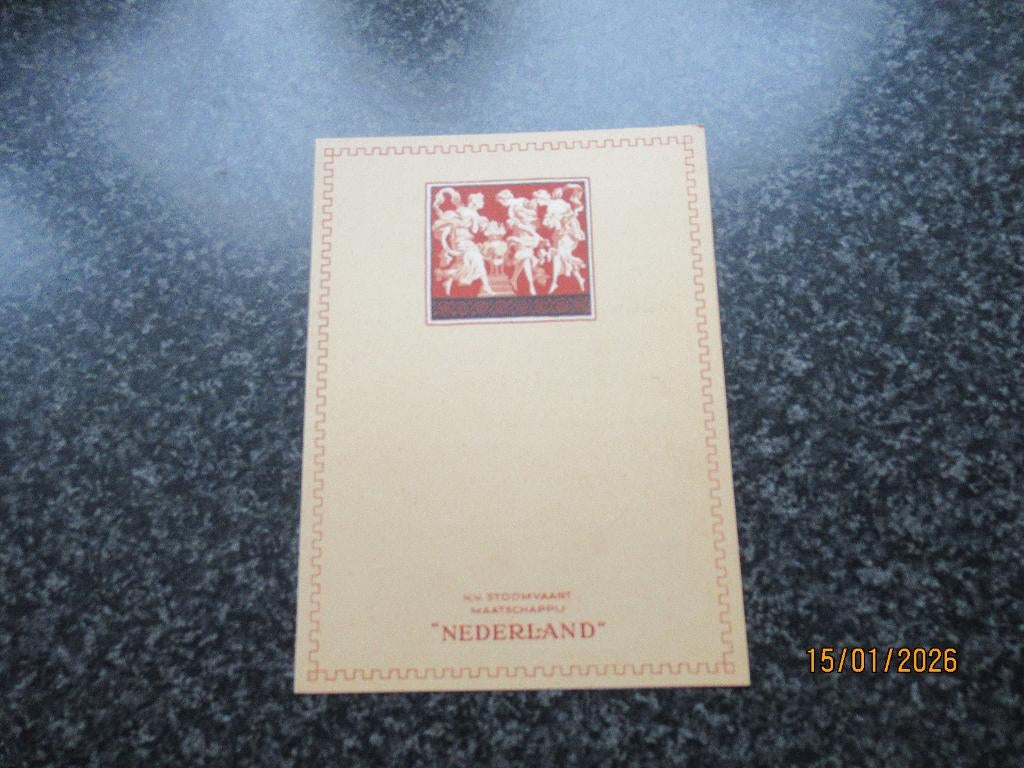 N.V. STOOMVAART
MAATSCHAPPIJ
"NEDERLAND"
15/01/2026